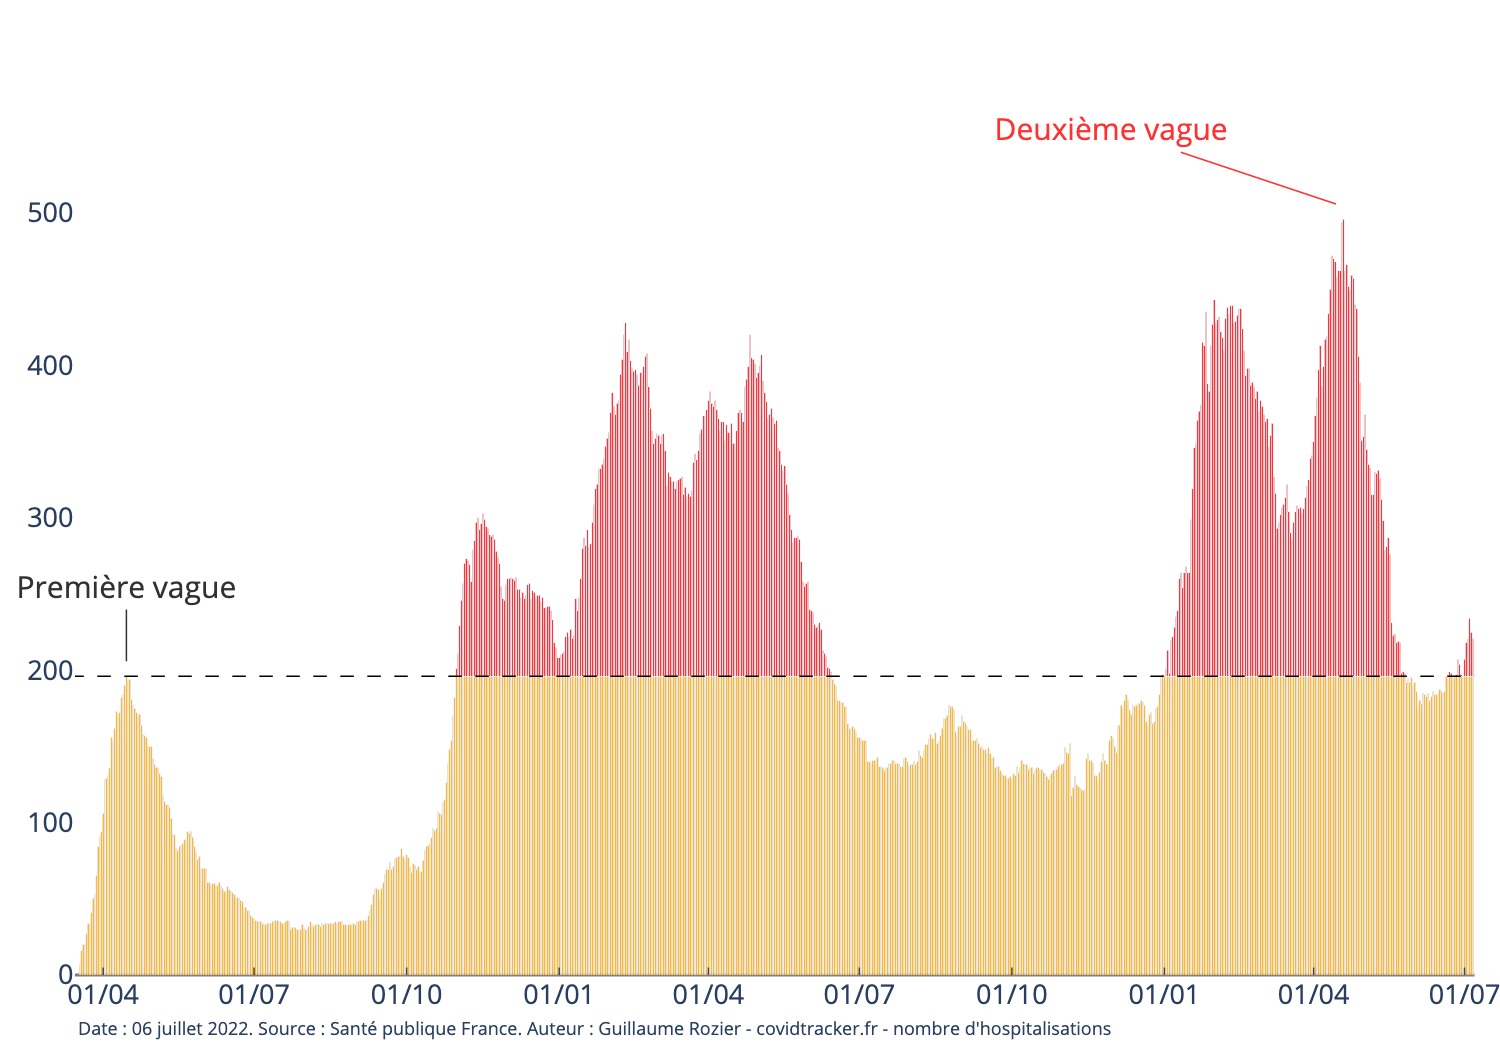 Deuxième vague
500
400
300
Première vague
200
100
0
01/04 01/07 01/10 01/01 01/04 01/07 01/10 01/01 01/04 01/07
Date : 06 juillet 2022. Source : Santé publique France. Auteur : Guillaume Rozier - covidtracker.fr - nombre d'hospitalisations